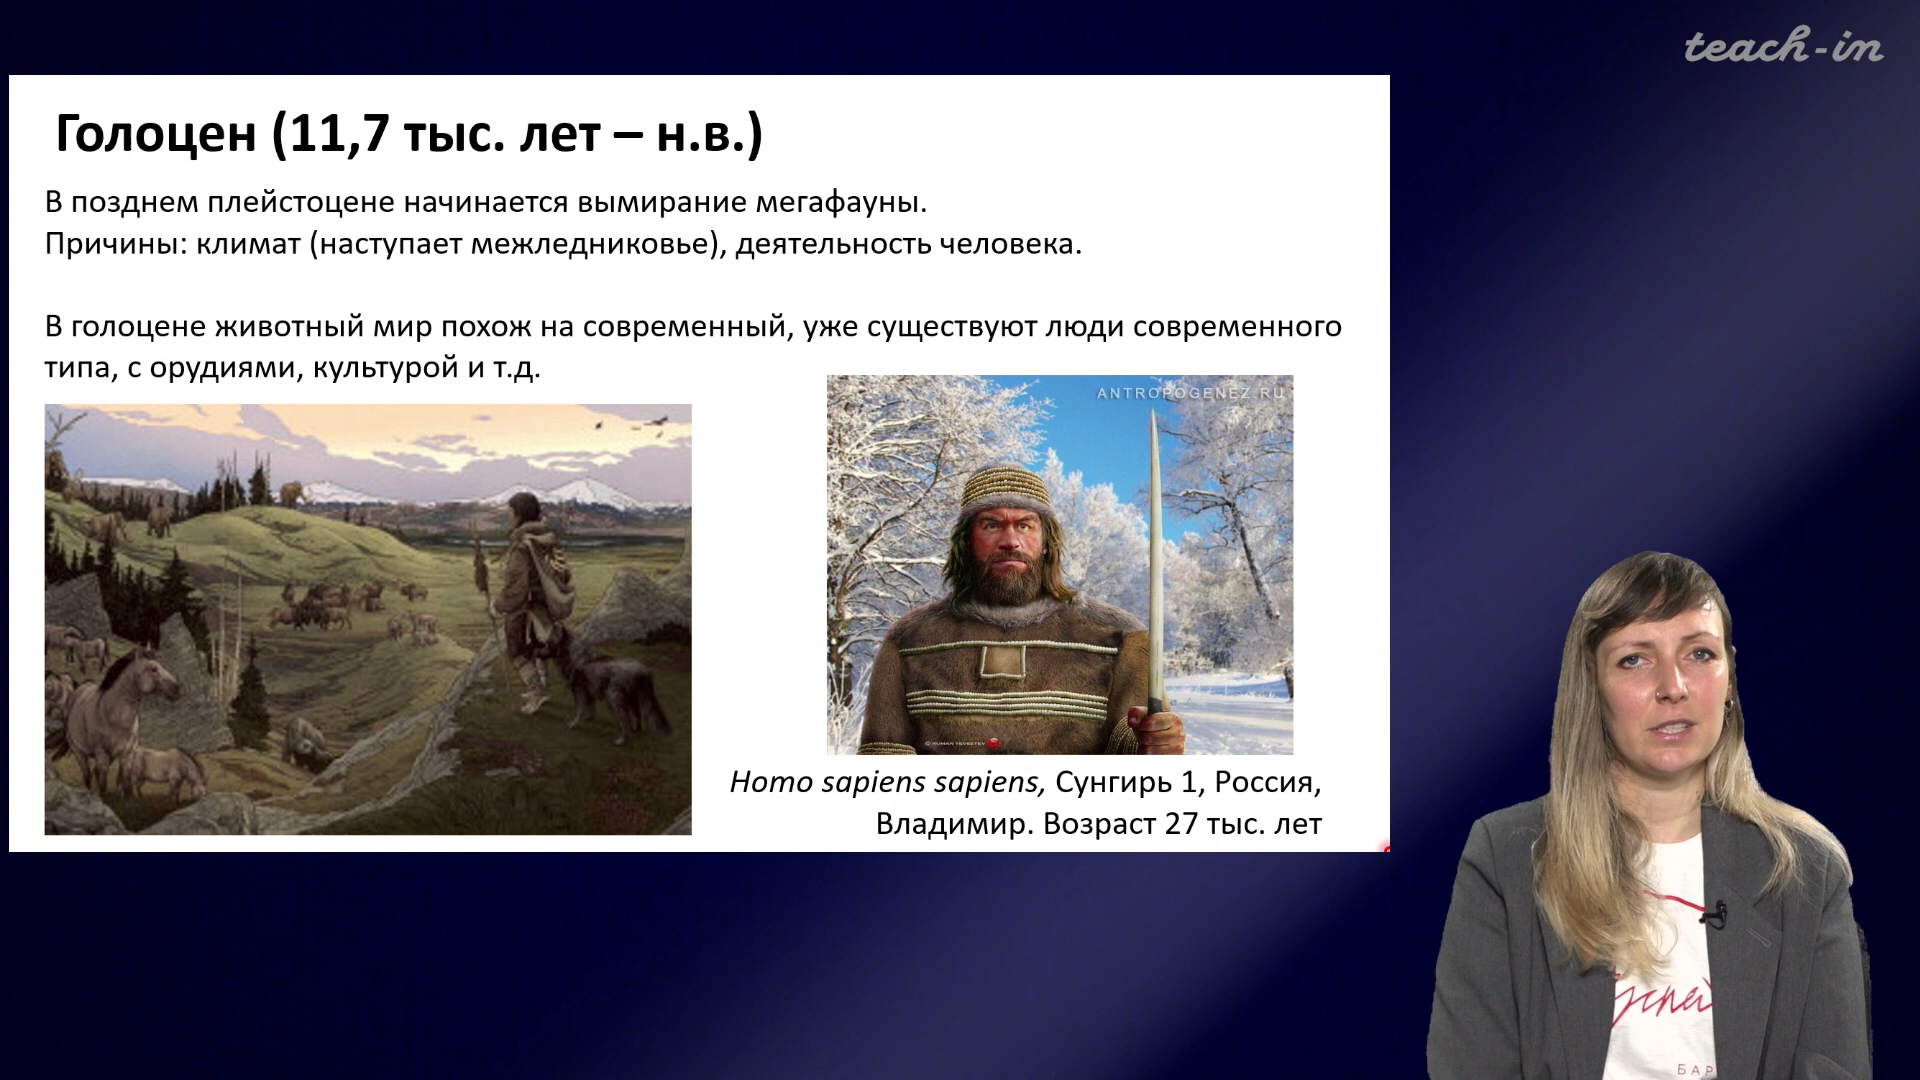 teach-in
Голоцен (11,7 тыс. лет – н.в.)
В позднем плейстоцене начинается вымирание мегафауны.
Причины: климат (наступает межледниковье), деятельность человека.
В голоцене животный мир похож на современный, уже существуют люди современного
типа, с орудиями, культурой и т.д.
ANTROPOGENEZ.RU
Homo sapiens sapiens, Сунгирь 1, Россия,
Владимир. Возраст 27 тыс. лет